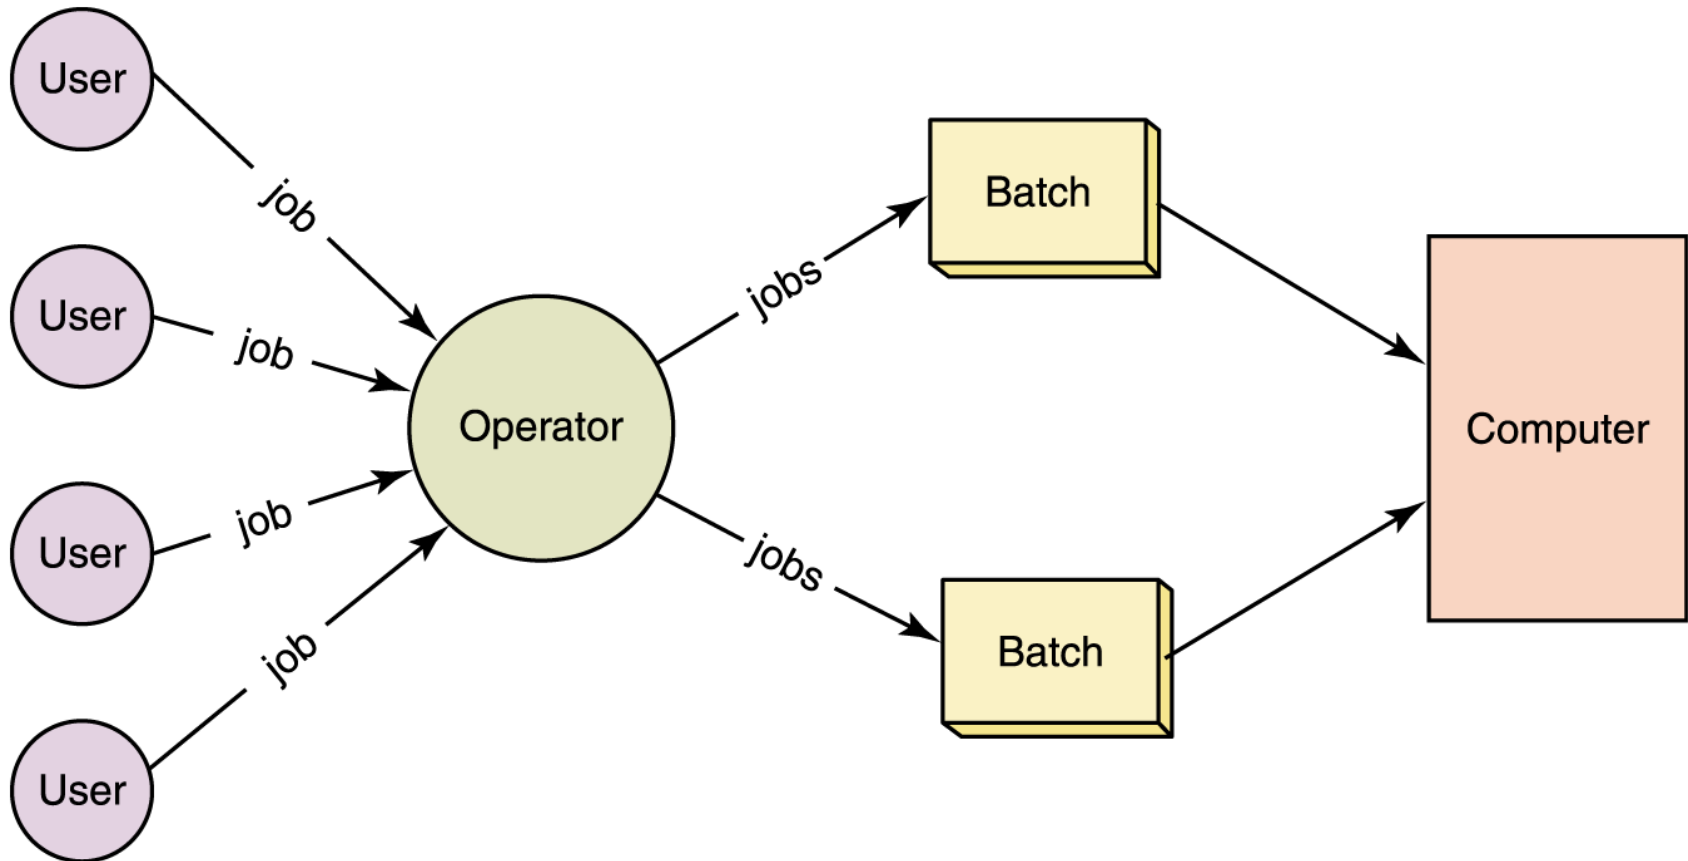 User
job
User
job
User
job
User
job
Operator
jobs
jobs
Batch
Batch
Computer